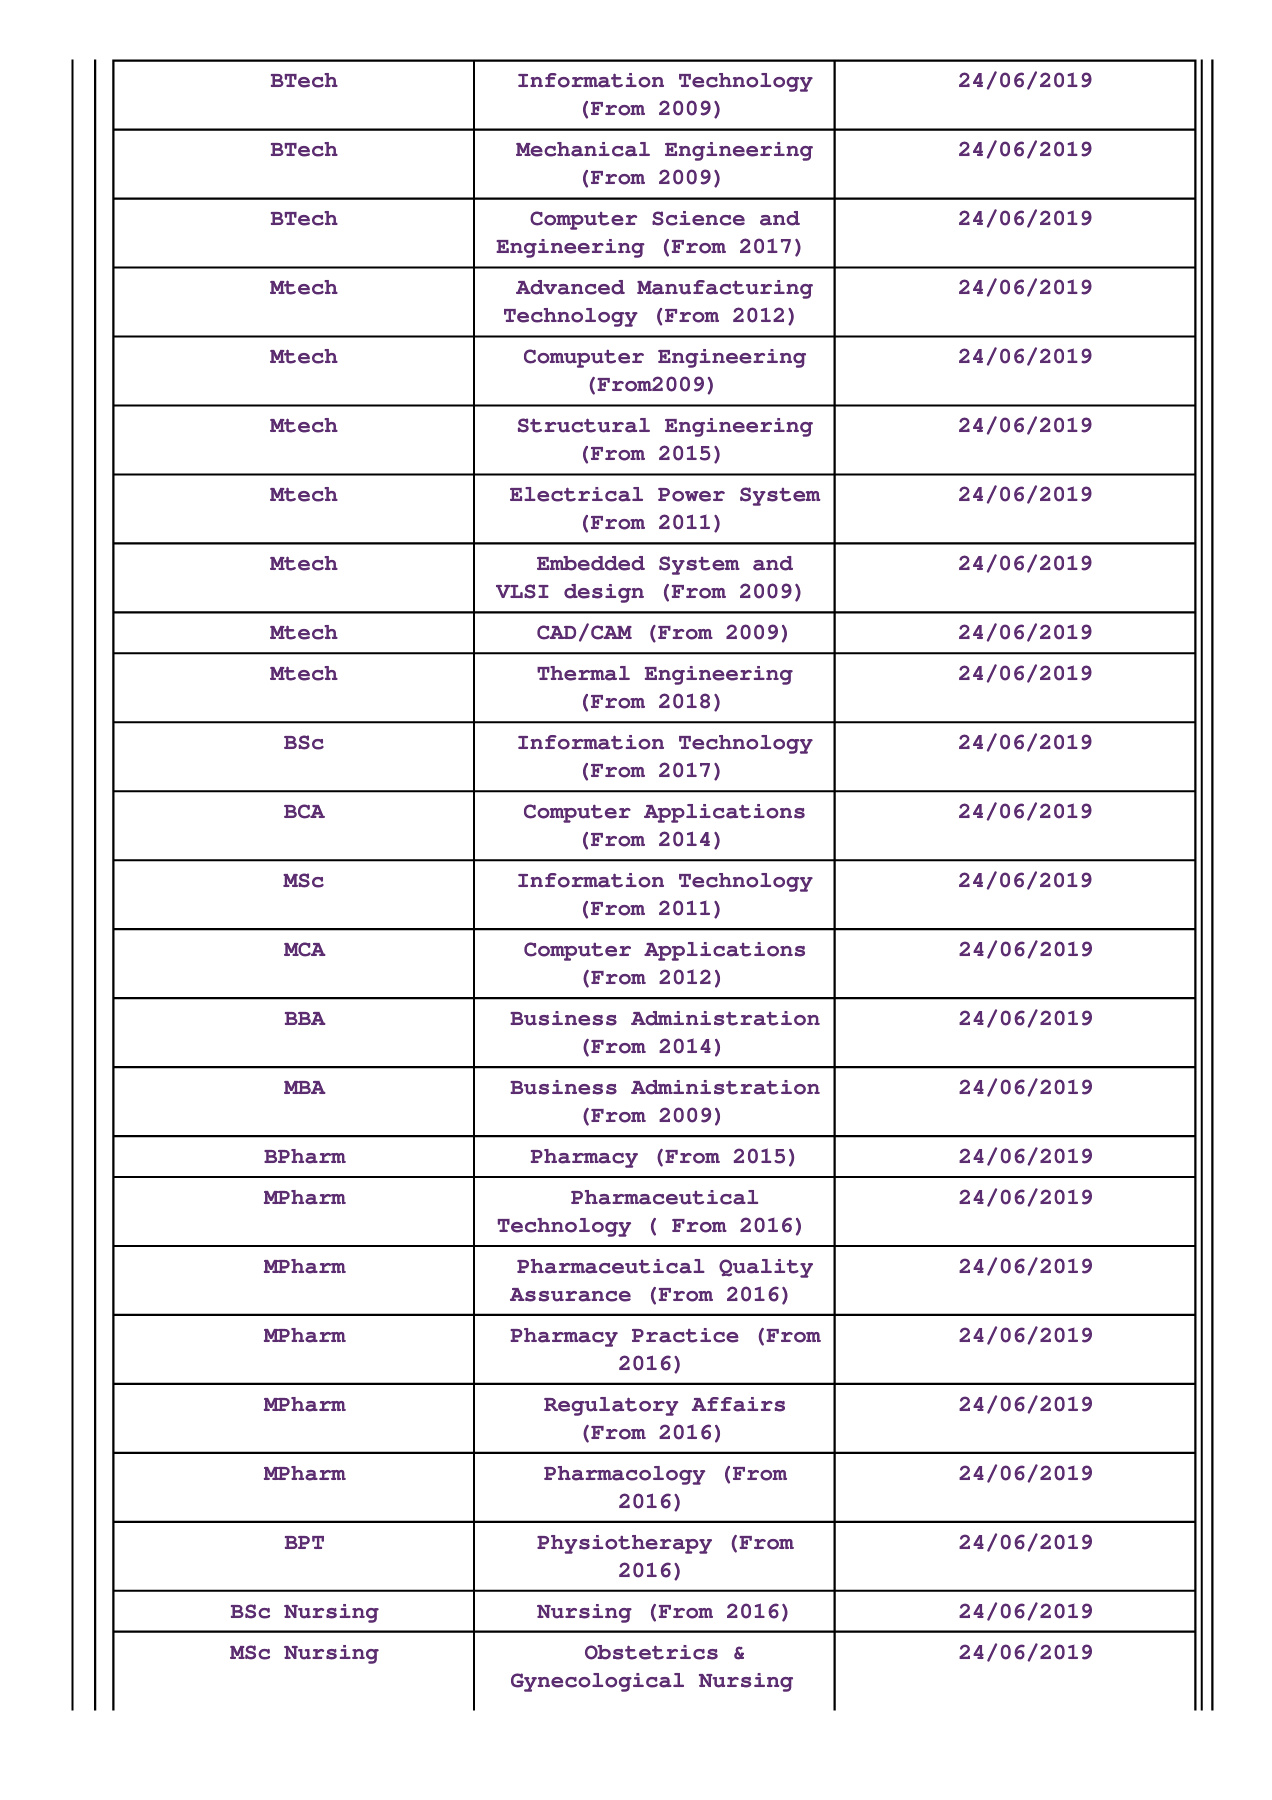 BTech Information Technology 24/06/2019
(From 2009)
BTech Mechanical Engineering 24/06/2019
(From 2009)
BTech Computer Science and 24/06/2019
Engineering (From 2017)
Mtech Advanced Manufacturing 24/06/2019
Technology (From 2012)
Mtech Comuputer Engineering 24/06/2019
(From2009)
Mtech Structural Engineering 24/06/2019
(From 2015)
Mtech Electrical Power System 24/06/2019
(From 2011)
Mtech Embedded System and 24/06/2019
VLSI design (From 2009)
Mtech CAD/CAM (From 2009) 24/06/2019
Mtech Thermal Engineering 24/06/2019
(From 2018)
BSc Information Technology 24/06/2019
(From 2017)
BCA Computer Applications 24/06/2019
(From 2014)
MSc Information Technology 24/06/2019
(From 2011)
MCA Computer Applications 24/06/2019
(From 2012)
BBA Business Administration 24/06/2019
(From 2014)
MBA Business Administration 24/06/2019
(From 2009)
BPharm Pharmacy (From 2015) 24/06/2019
MPharm Pharmaceutical 24/06/2019
Technology ( From 2016)
MPharm Pharmaceutical Quality 24/06/2019
Assurance (From 2016)
MPharm Pharmacy Practice (From 24/06/2019
2016)
MPharm Regulatory Affairs 24/06/2019
(From 2016)
MPharm Pharmacology (From 24/06/2019
2016)
BPT Physiotherapy (From 24/06/2019
2016)
BSc Nursing Nursing (From 2016) 24/06/2019
MSc Nursing Obstetrics & 24/06/2019
Gynecological Nursing